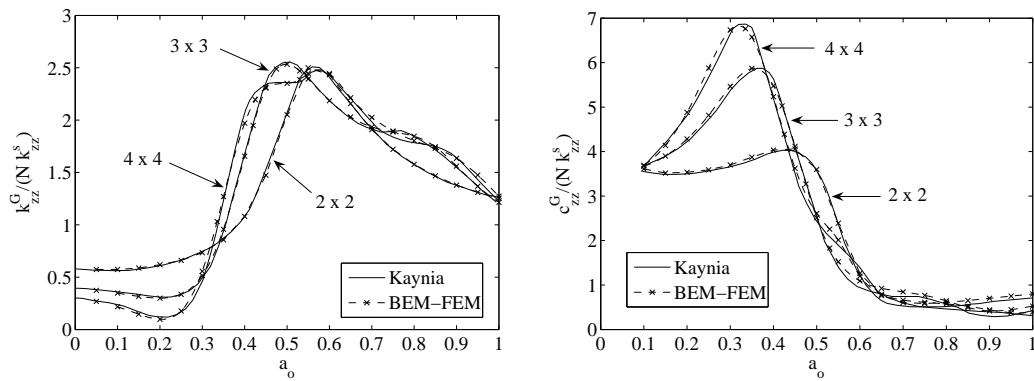 3
2.5
2
1.5
1
0.5
0
k_zz^G/(N k_zz^s)
3 x 3
4 x 4
2 x 2
Kaynia
BEM−FEM
0 0.1 0.2 0.3 0.4 0.5 0.6 0.7 0.8 0.9 1
a_o
7
6
5
4
3
2
1
0
c_zz^G/(N k_zz^s)
4 x 4
3 x 3
2 x 2
Kaynia
BEM−FEM
0 0.1 0.2 0.3 0.4 0.5 0.6 0.7 0.8 0.9 1
a_o